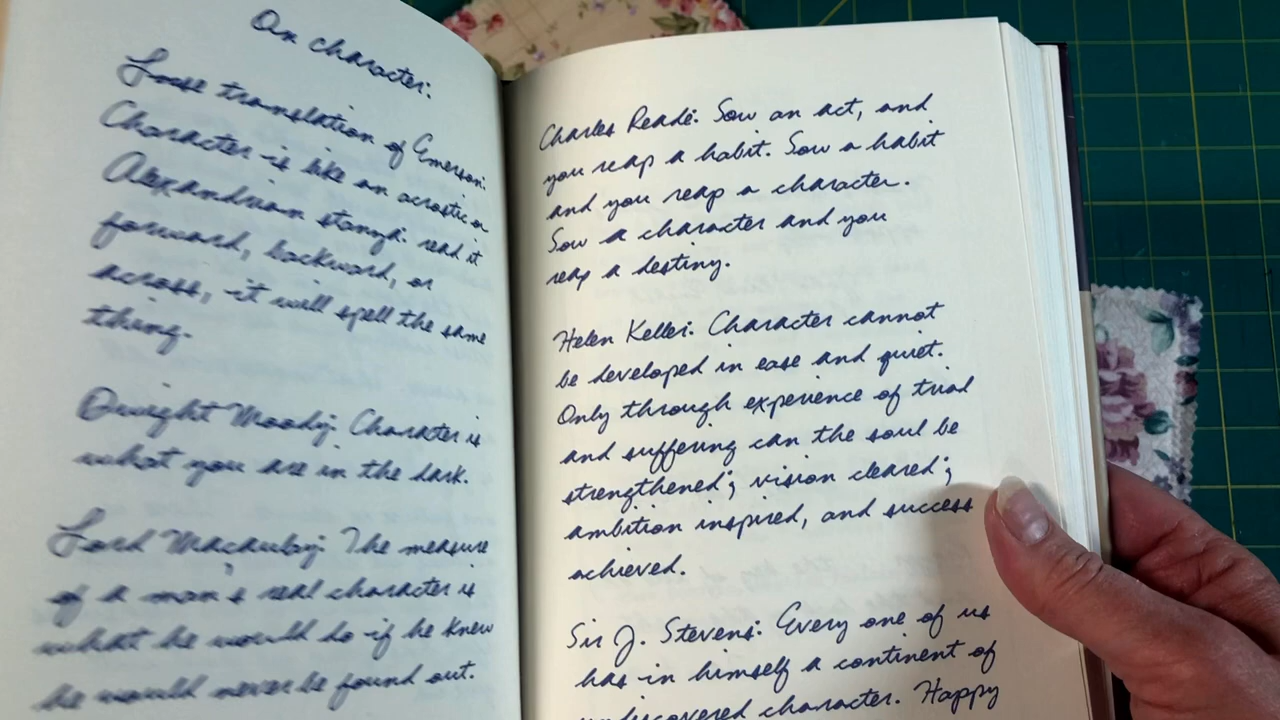 On character:
Loose translation of Emerson:
Character is like an acrostic or
Alexandrian stanza: read it
forward, backward, or
across, it will spell the same
thing.
Dwight Moody: Character is
what you are in the dark.
Lord Macaulay: The measure
of a man's real character is
what he would do if he knew
he would never be found out.
Charles Reade: Sow an act, and
you reap a habit. Sow a habit
and you reap a character.
Sow a character and you
reap a destiny.
Helen Keller: Character cannot
be developed in ease and quiet.
Only through experience of trial
and suffering can the soul be
strengthened; vision cleared;
ambition inspired, and success
achieved.
Sir J. Stevens: Every one of us
has in himself a continent of
undiscovered character. Happy